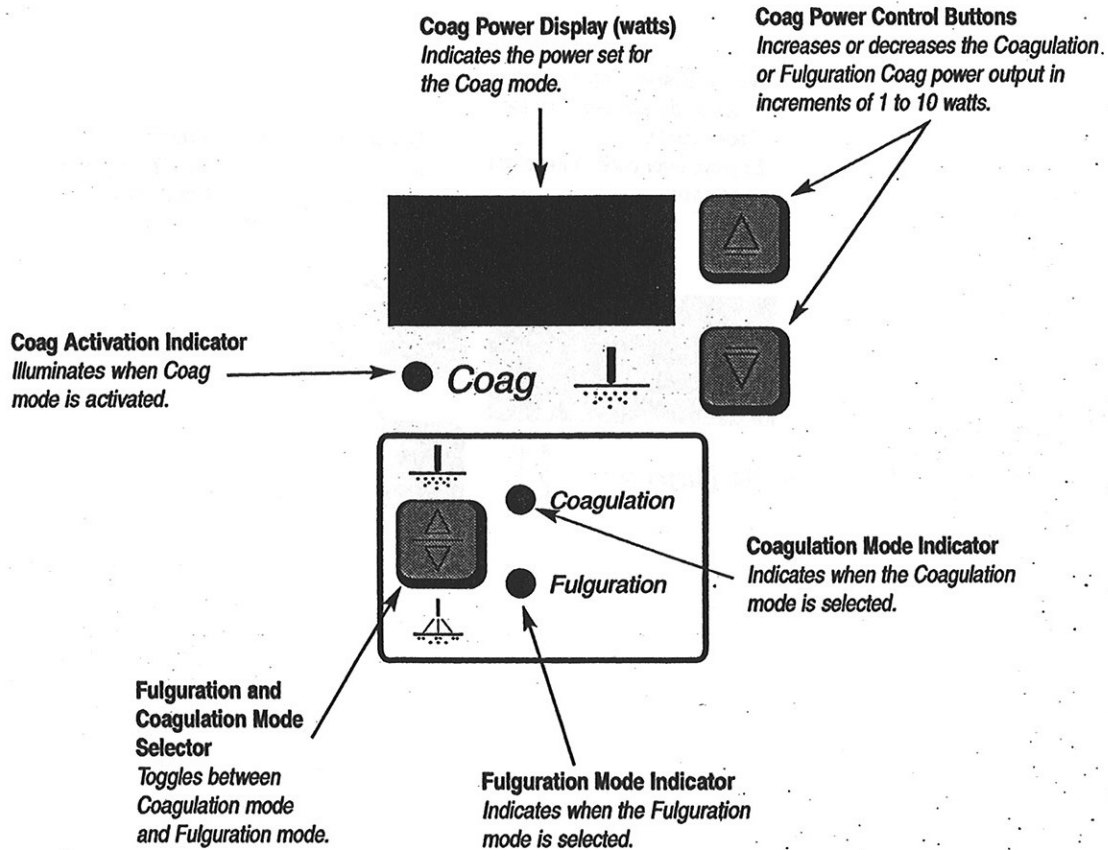 Coag Power Display (watts)
Indicates the power set for
the Coag mode.
Coag Power Control Buttons
Increases or decreases the Coagulation
or Fulguration Coag power output in
increments of 1 to 10 watts.
Coag Activation Indicator
Illuminates when Coag
mode is activated.
Coag
Coagulation
Fulguration
Coagulation Mode Indicator
Indicates when the Coagulation
mode is selected.
Fulguration and
Coagulation Mode
Selector
Toggles between
Coagulation mode
and Fulguration mode.
Fulguration Mode Indicator
Indicates when the Fulguration
mode is selected.